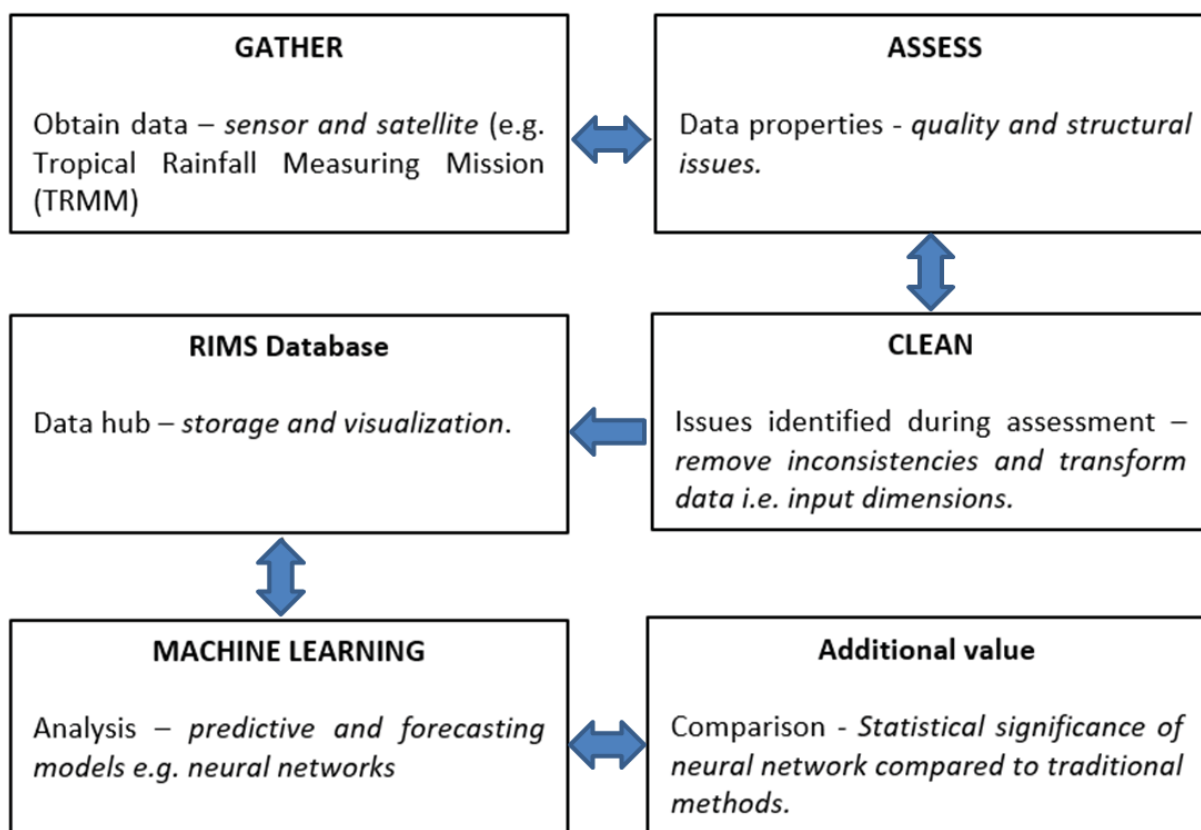 GATHER
Obtain data – sensor and satellite (e.g.
Tropical Rainfall Measuring Mission
(TRMM)
ASSESS
Data properties - quality and structural
issues.
RIMS Database
Data hub – storage and visualization.
CLEAN
Issues identified during assessment –
remove inconsistencies and transform
data i.e. input dimensions.
MACHINE LEARNING
Analysis – predictive and forecasting
models e.g. neural networks
Additional value
Comparison - Statistical significance of
neural network compared to traditional
methods.